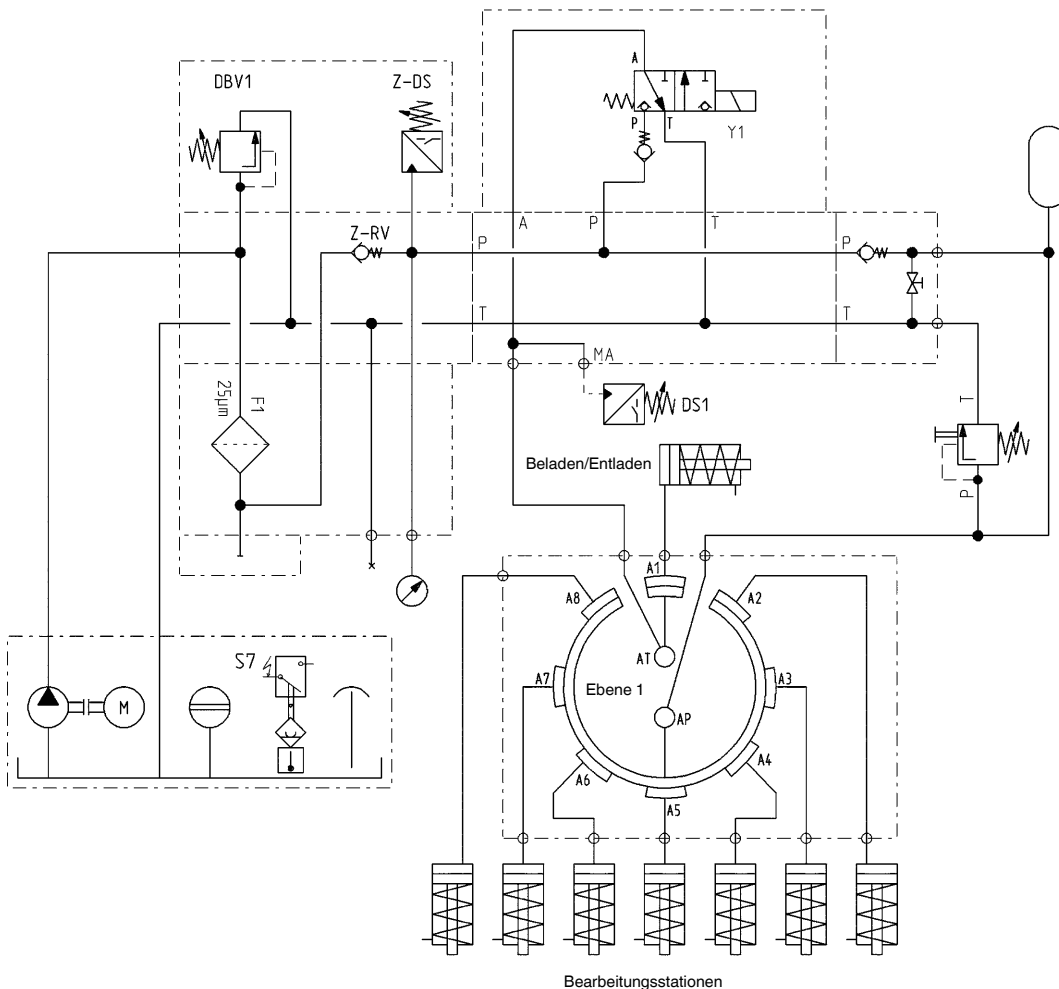 DBV1
Z-DS
A
P
T
Y1
Z-RV
A
P
T
P
P
T
T
MA
25µm
F1
DS1
T
P
Beladen/Entladen
A1
A8
A2
AT
A7
Ebene 1
A3
AP
A6
A4
A5
S7
M
Bearbeitungsstationen